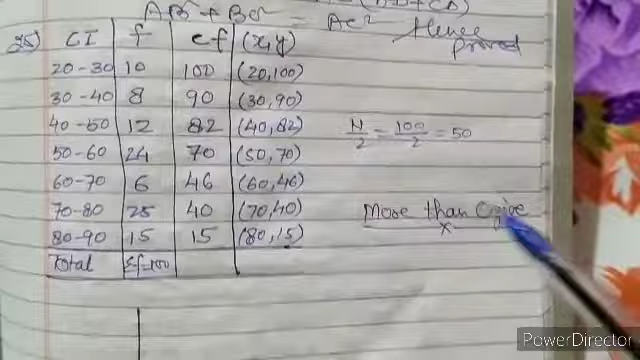 AB² + BC² = AC² Hence proved
25) CI f cf (x,y)
20-30 10 100 (20,100)
30-40 8 90 (30,90)
40-50 12 82 (40,82)
50-60 24 70 (50,70)
60-70 6 46 (60,46)
70-80 25 40 (70,40)
80-90 15 15 (80,15)
Total Σf=100
N/2 = 100/2 = 50
More than Ogive
PowerDirector